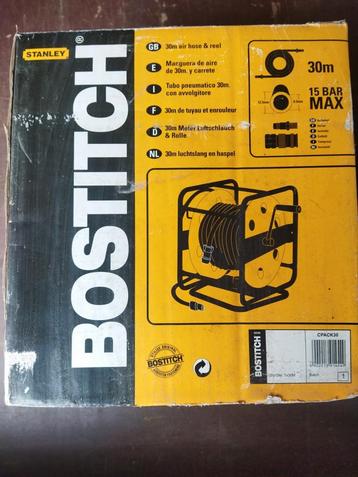 STANLEY
BOSTITCH
GB 30m air hose & reel
E Marguera de aire
de 30m. y carrete
I Tubo pneumatico 30m.
con avvolgitore
F 30m de tuyau et enrouleur
D 30m Meter Luftschlauch
& Rolle
NL 30m luchtslang en haspel
30m
15 BAR
MAX
BOSTITCH
BOSTITCH
CPACK30
1